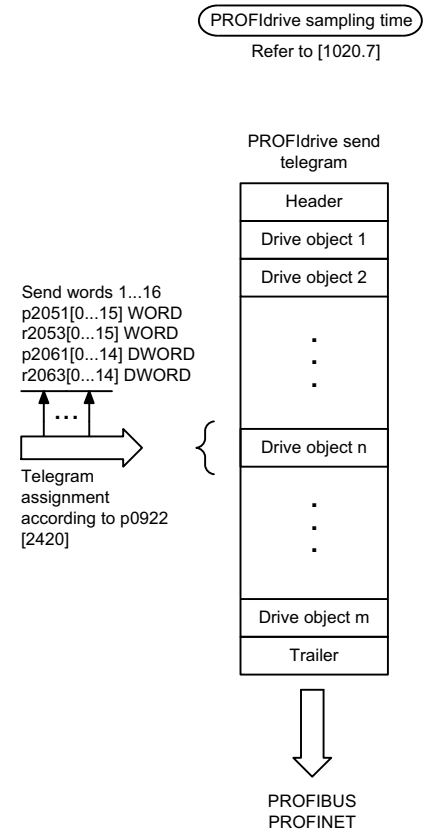 PROFIdrive sampling time
Refer to [1020.7]
PROFIdrive send
telegram
Header
Drive object 1
Drive object 2
Send words 1...16
p2051[0...15] WORD
r2053[0...15] WORD
p2061[0...14] DWORD
r2063[0...14] DWORD
...
Drive object n
Telegram
assignment
according to p0922
[2420]
Drive object m
Trailer
PROFIBUS
PROFINET